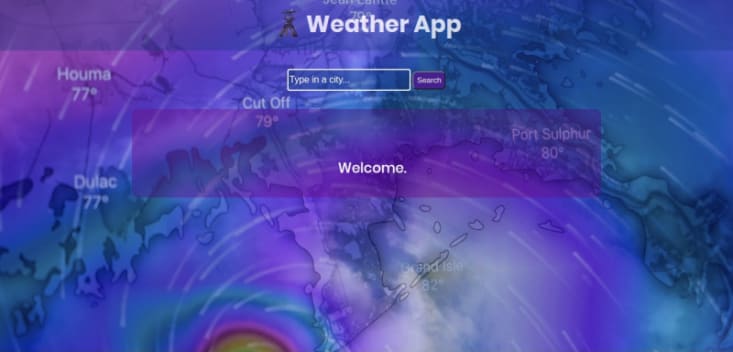 Jean Lafitte
79°
Weather App
Houma
77°
Type in a city...
Search
Cut Off
79°
Port Sulphur
80°
Welcome.
Dulac
77°
Grand Isle
82°